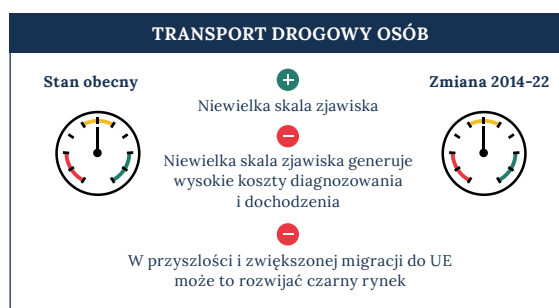 TRANSPORT DROGOWY OSÓB
Stan obecny
Zmiana 2014-22
Niewielka skala zjawiska
Niewielka skala zjawiska generuje
wysokie koszty diagnozowania
i dochodzenia
W przyszlości i zwiększonej migracji do UE
może to rozwijać czarny rynek